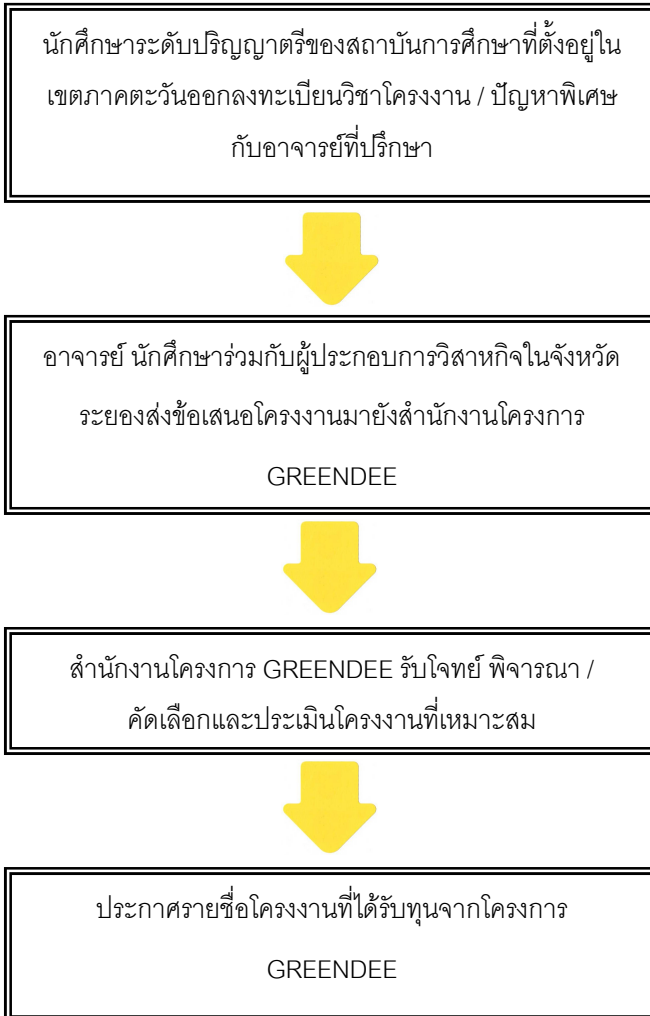 นักศึกษาระดับปริญญาตรีของสถาบันการศึกษาที่ตั้งอยู่ใน
เขตภาคตะวันออกลงทะเบียนวิชาโครงงาน / ปัญหาพิเศษ
กับอาจารย์ที่ปรึกษา
อาจารย์ นักศึกษาร่วมกับผู้ประกอบการวิสาหกิจในจังหวัด
ระยองส่งข้อเสนอโครงงานมายังสำนักงานโครงการ
GREENDEE
สำนักงานโครงการ GREENDEE รับโจทย์ พิจารณา /
คัดเลือกและประเมินโครงงานที่เหมาะสม
ประกาศรายชื่อโครงงานที่ได้รับทุนจากโครงการ
GREENDEE